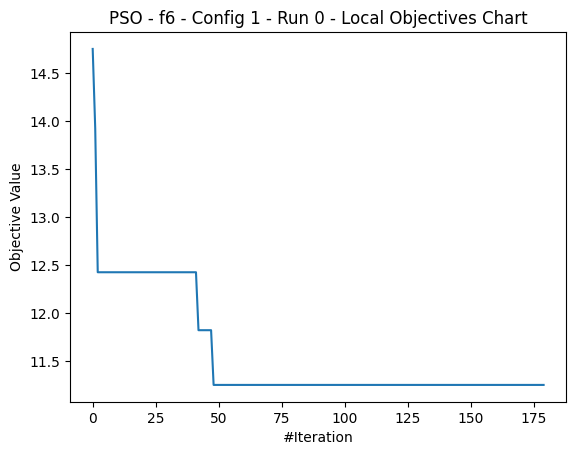 PSO - f6 - Config 1 - Run 0 - Local Objectives Chart
14.5
14.0
13.5
13.0
12.5
12.0
11.5
Objective Value
0 25 50 75 100 125 150 175
#Iteration